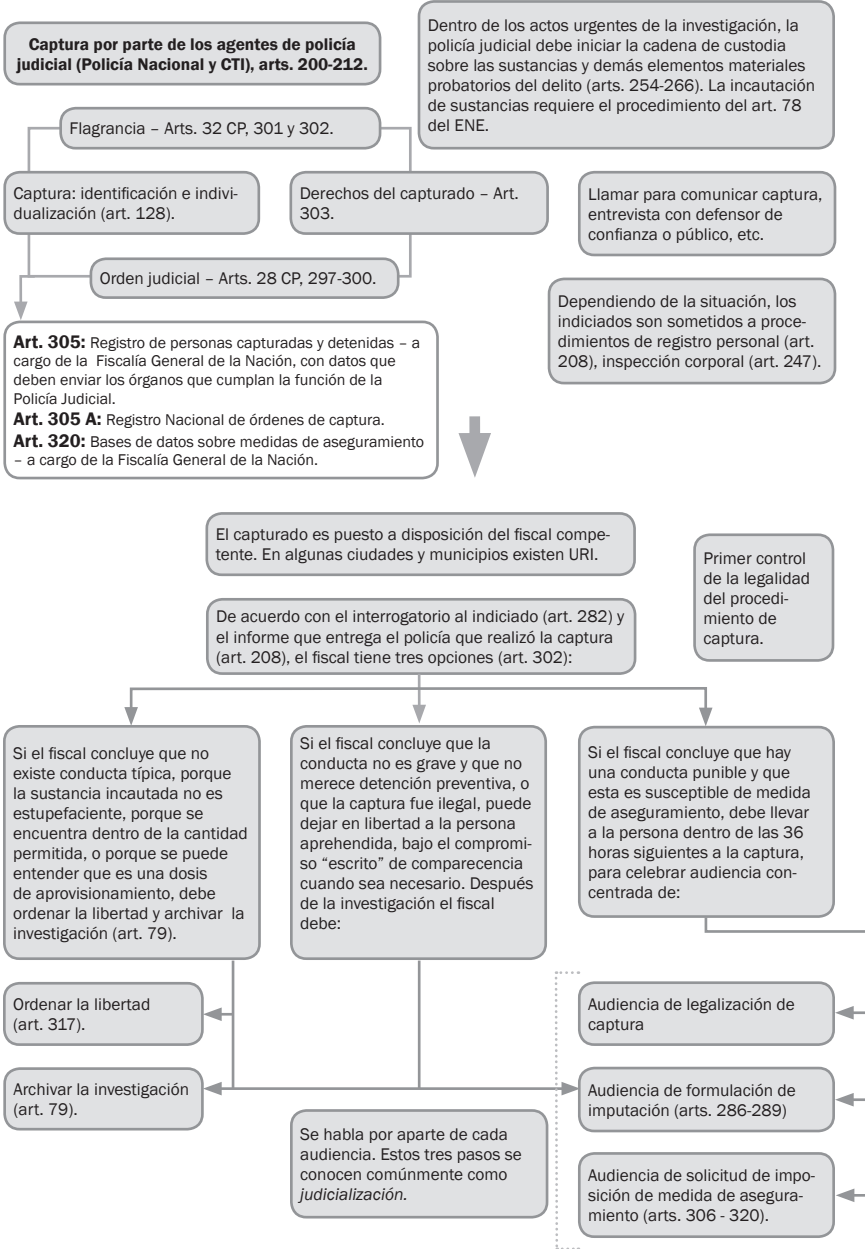 Captura por parte de los agentes de policía
judicial (Policía Nacional y CTI), arts. 200-212.
Dentro de los actos urgentes de la investigación, la
policía judicial debe iniciar la cadena de custodia
sobre las sustancias y demás elementos materiales
probatorios del delito (arts. 254-266). La incautación
de sustancias requiere el procedimiento del art. 78
del ENE.
Flagrancia – Arts. 32 CP, 301 y 302.
Captura: identificación e indivi-
dualización (art. 128).
Derechos del capturado – Art.
303.
Llamar para comunicar captura,
entrevista con defensor de
confianza o público, etc.
Orden judicial – Arts. 28 CP, 297-300.
Dependiendo de la situación, los
indiciados son sometidos a proce-
dimientos de registro personal (art.
208), inspección corporal (art. 247).
Art. 305: Registro de personas capturadas y detenidas – a
cargo de la Fiscalía General de la Nación, con datos que
deben enviar los órganos que cumplan la función de la
Policía Judicial.
Art. 305 A: Registro Nacional de órdenes de captura.
Art. 320: Bases de datos sobre medidas de aseguramiento
– a cargo de la Fiscalía General de la Nación.
El capturado es puesto a disposición del fiscal compe-
tente. En algunas ciudades y municipios existen URI.
Primer control
de la legalidad
del procedi-
miento de
captura.
De acuerdo con el interrogatorio al indiciado (art. 282) y
el informe que entrega el policía que realizó la captura
(art. 208), el fiscal tiene tres opciones (art. 302):
Si el fiscal concluye que no
existe conducta típica, porque
la sustancia incautada no es
estupefaciente, porque se
encuentra dentro de la cantidad
permitida, o porque se puede
entender que es una dosis
de aprovisionamiento, debe
ordenar la libertad y archivar la
investigación (art. 79).
Si el fiscal concluye que la
conducta no es grave y que no
merece detención preventiva, o
que la captura fue ilegal, puede
dejar en libertad a la persona
aprehendida, bajo el compromi-
so “escrito” de comparecencia
cuando sea necesario. Después
de la investigación el fiscal
debe:
Si el fiscal concluye que hay
una conducta punible y que
esta es susceptible de medida
de aseguramiento, debe llevar
a la persona dentro de las 36
horas siguientes a la captura,
para celebrar audiencia con-
centrada de:
Ordenar la libertad
(art. 317).
Archivar la investigación
(art. 79).
Se habla por aparte de cada
audiencia. Estos tres pasos se
conocen comúnmente como
judicialización.
Audiencia de legalización de
captura
Audiencia de formulación de
imputación (arts. 286-289)
Audiencia de solicitud de impo-
sición de medida de asegura-
miento (arts. 306 - 320).